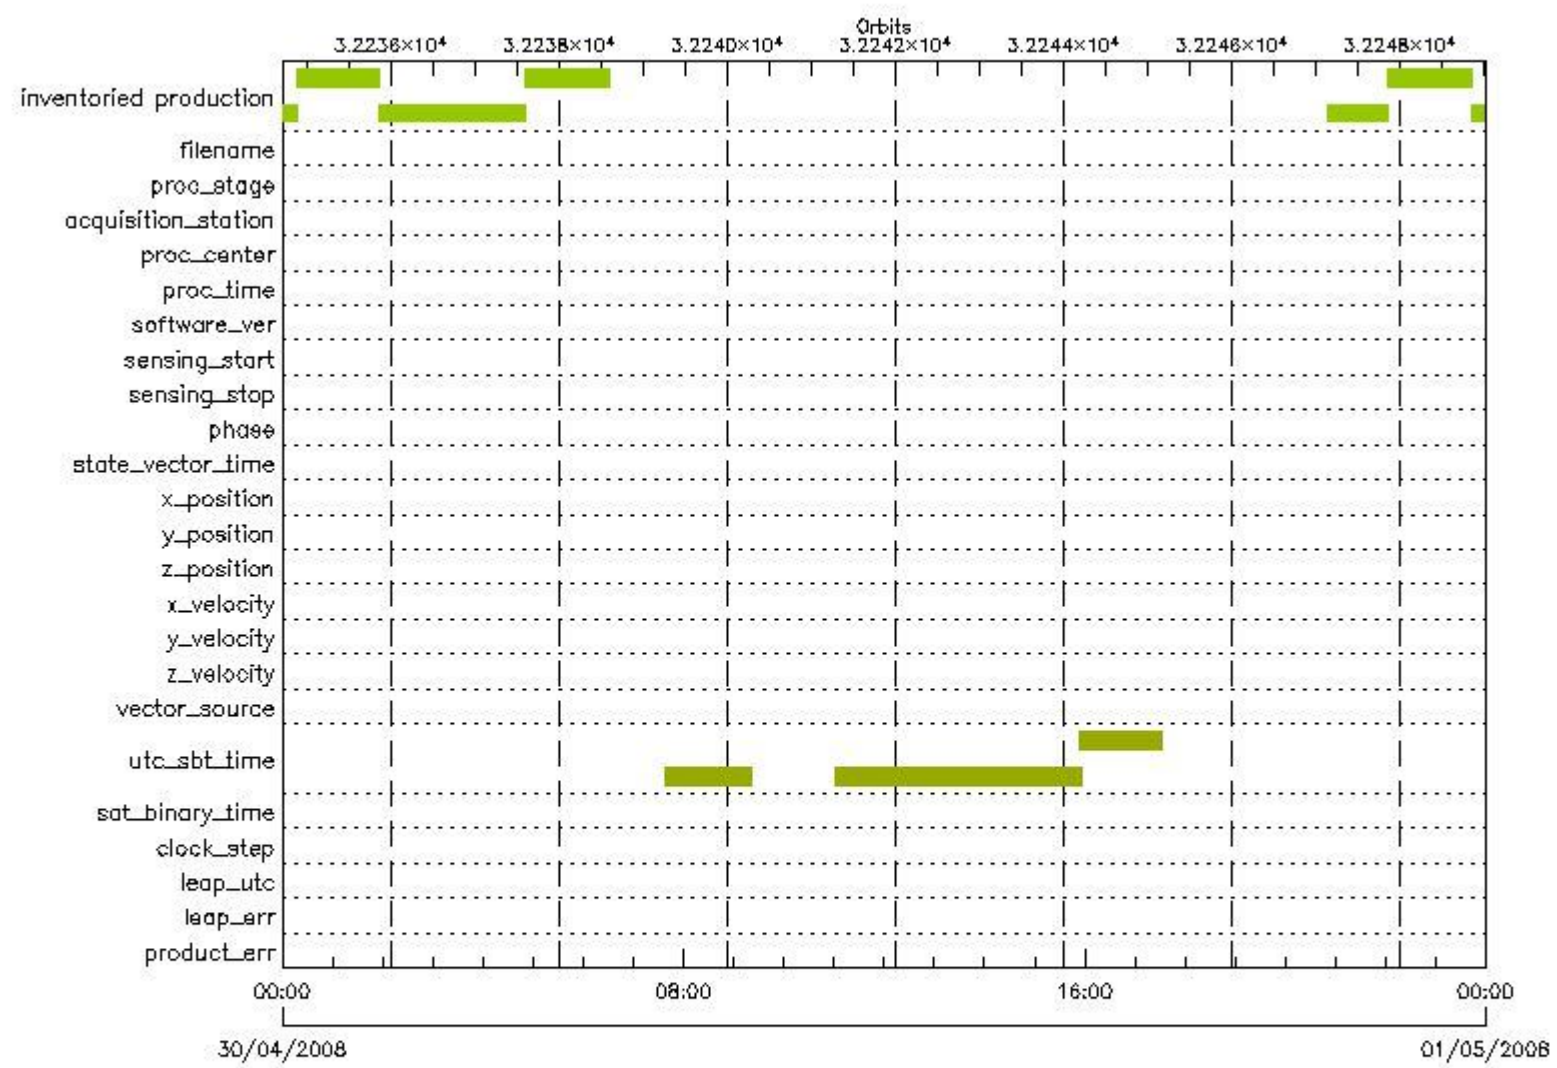 Orbits
3.2236×10⁴ 3.2238×10⁴ 3.2240×10⁴ 3.2242×10⁴ 3.2244×10⁴ 3.2246×10⁴ 3.2248×10⁴
inventoried production
filename
proc_stage
acquisition_station
proc_center
proc_time
software_ver
sensing_start
sensing_stop
phase
state_vector_time
x_position
y_position
z_position
x_velocity
y_velocity
z_velocity
vector_source
utc_sbt_time
sat_binary_time
clock_step
leap_utc
leap_err
product_err
00:00 08:00 16:00 00:00
30/04/2008 01/05/2008